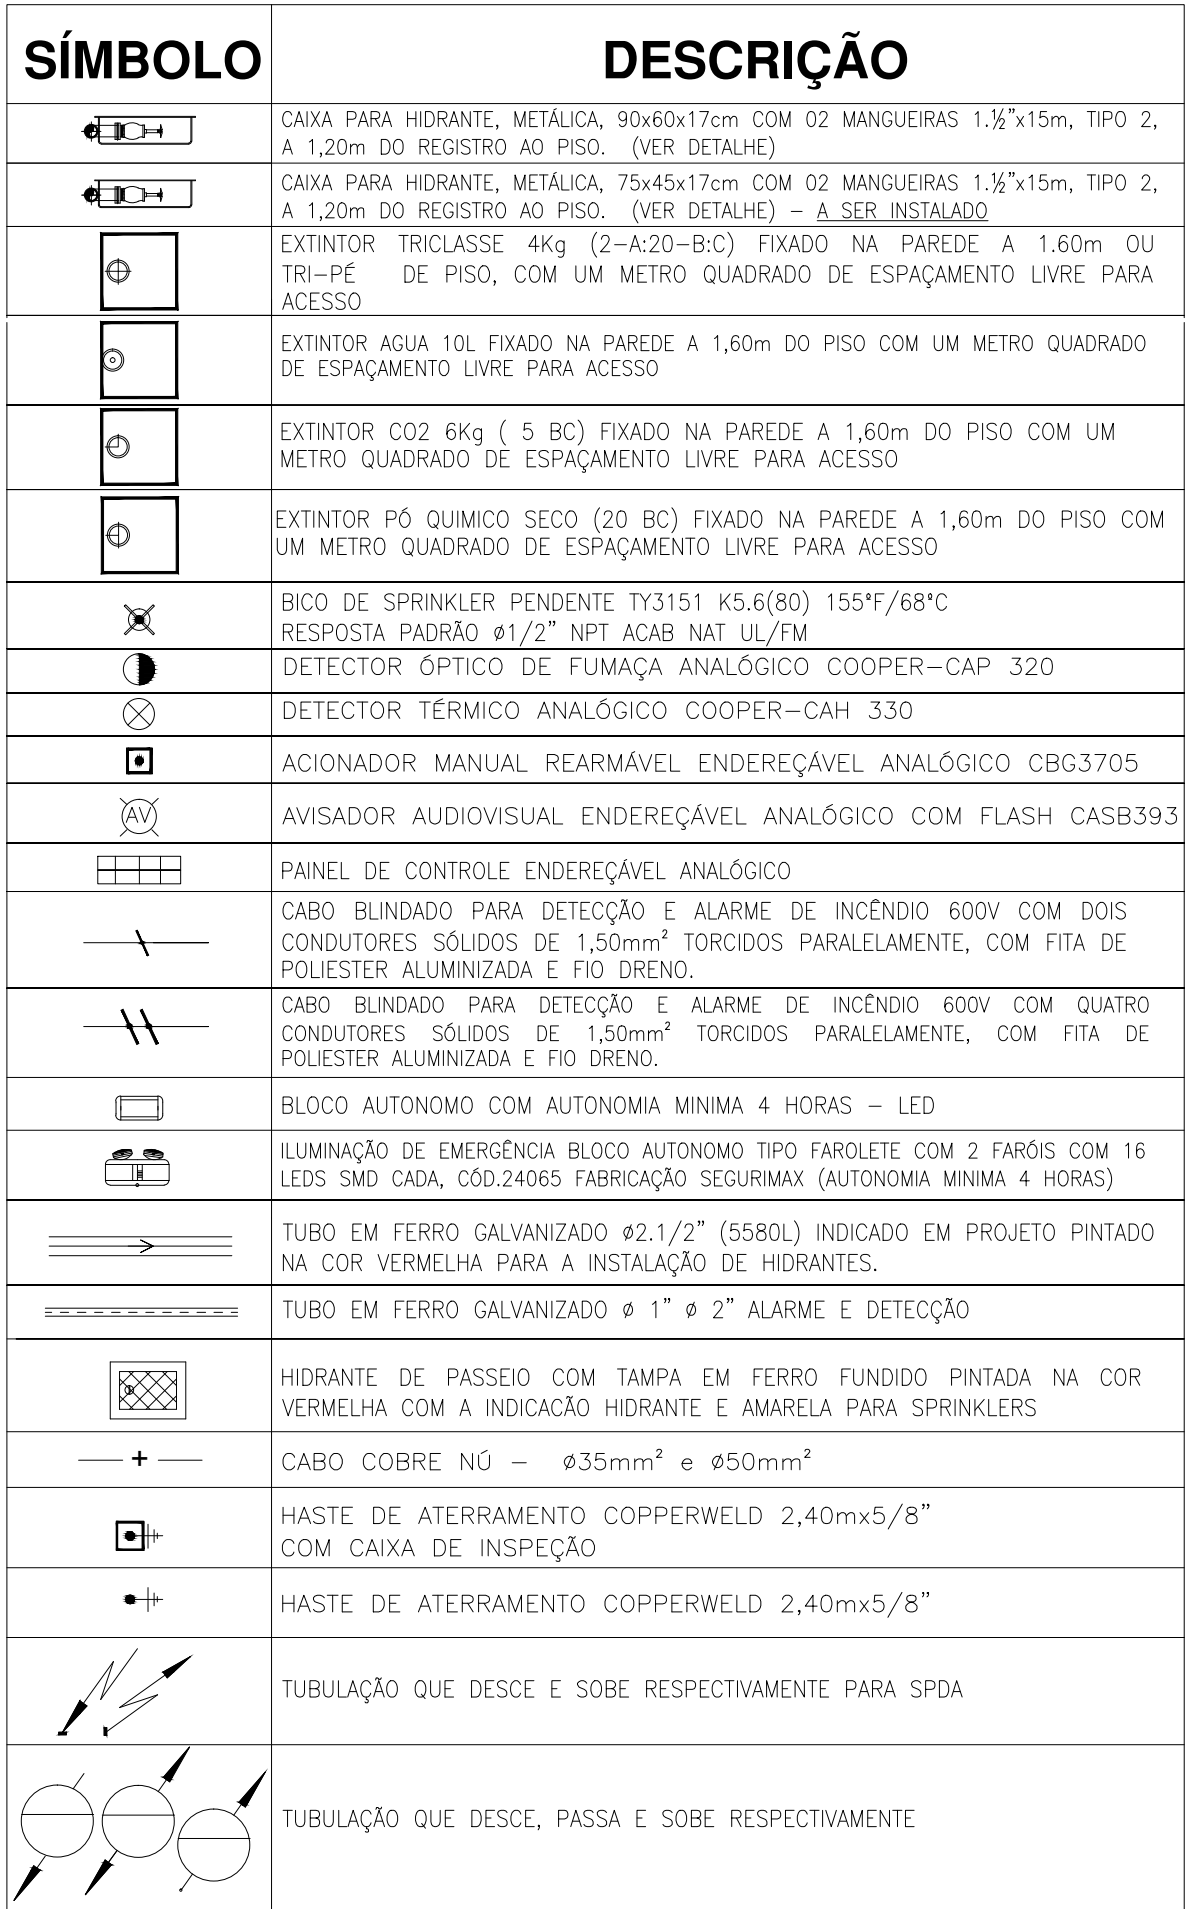 SÍMBOLO DESCRIÇÃO
CAIXA PARA HIDRANTE, METÁLICA, 90x60x17cm COM 02 MANGUEIRAS 1.½"x15m, TIPO 2,
A 1,20m DO REGISTRO AO PISO. (VER DETALHE)
CAIXA PARA HIDRANTE, METÁLICA, 75x45x17cm COM 02 MANGUEIRAS 1.½"x15m, TIPO 2,
A 1,20m DO REGISTRO AO PISO. (VER DETALHE) – A SER INSTALADO
EXTINTOR TRICLASSE 4Kg (2–A:20–B:C) FIXADO NA PAREDE A 1.60m OU
TRI–PÉ DE PISO, COM UM METRO QUADRADO DE ESPAÇAMENTO LIVRE PARA
ACESSO
EXTINTOR AGUA 10L FIXADO NA PAREDE A 1,60m DO PISO COM UM METRO QUADRADO
DE ESPAÇAMENTO LIVRE PARA ACESSO
EXTINTOR CO2 6Kg ( 5 BC) FIXADO NA PAREDE A 1,60m DO PISO COM UM
METRO QUADRADO DE ESPAÇAMENTO LIVRE PARA ACESSO
EXTINTOR PÓ QUIMICO SECO (20 BC) FIXADO NA PAREDE A 1,60m DO PISO COM
UM METRO QUADRADO DE ESPAÇAMENTO LIVRE PARA ACESSO
BICO DE SPRINKLER PENDENTE TY3151 K5.6(80) 155ºF/68ºC
RESPOSTA PADRÃO ø1/2" NPT ACAB NAT UL/FM
DETECTOR ÓPTICO DE FUMAÇA ANALÓGICO COOPER–CAP 320
DETECTOR TÉRMICO ANALÓGICO COOPER–CAH 330
ACIONADOR MANUAL REARMÁVEL ENDEREÇÁVEL ANALÓGICO CBG3705
AV AVISADOR AUDIOVISUAL ENDEREÇÁVEL ANALÓGICO COM FLASH CASB393
PAINEL DE CONTROLE ENDEREÇÁVEL ANALÓGICO
CABO BLINDADO PARA DETECÇÃO E ALARME DE INCÊNDIO 600V COM DOIS
CONDUTORES SÓLIDOS DE 1,50mm² TORCIDOS PARALELAMENTE, COM FITA DE
POLIESTER ALUMINIZADA E FIO DRENO.
CABO BLINDADO PARA DETECÇÃO E ALARME DE INCÊNDIO 600V COM QUATRO
CONDUTORES SÓLIDOS DE 1,50mm² TORCIDOS PARALELAMENTE, COM FITA DE
POLIESTER ALUMINIZADA E FIO DRENO.
BLOCO AUTONOMO COM AUTONOMIA MINIMA 4 HORAS – LED
ILUMINAÇÃO DE EMERGÊNCIA BLOCO AUTONOMO TIPO FAROLETE COM 2 FARÓIS COM 16
LEDS SMD CADA, CÓD.24065 FABRICAÇÃO SEGURIMAX (AUTONOMIA MINIMA 4 HORAS)
TUBO EM FERRO GALVANIZADO ø2.1/2" (5580L) INDICADO EM PROJETO PINTADO
NA COR VERMELHA PARA A INSTALAÇÃO DE HIDRANTES.
TUBO EM FERRO GALVANIZADO ø 1" ø 2" ALARME E DETECÇÃO
HIDRANTE DE PASSEIO COM TAMPA EM FERRO FUNDIDO PINTADA NA COR
VERMELHA COM A INDICACÃO HIDRANTE E AMARELA PARA SPRINKLERS
CABO COBRE NÚ – ø35mm² e ø50mm²
HASTE DE ATERRAMENTO COPPERWELD 2,40mx5/8"
COM CAIXA DE INSPEÇÃO
HASTE DE ATERRAMENTO COPPERWELD 2,40mx5/8"
TUBULAÇÃO QUE DESCE E SOBE RESPECTIVAMENTE PARA SPDA
TUBULAÇÃO QUE DESCE, PASSA E SOBE RESPECTIVAMENTE